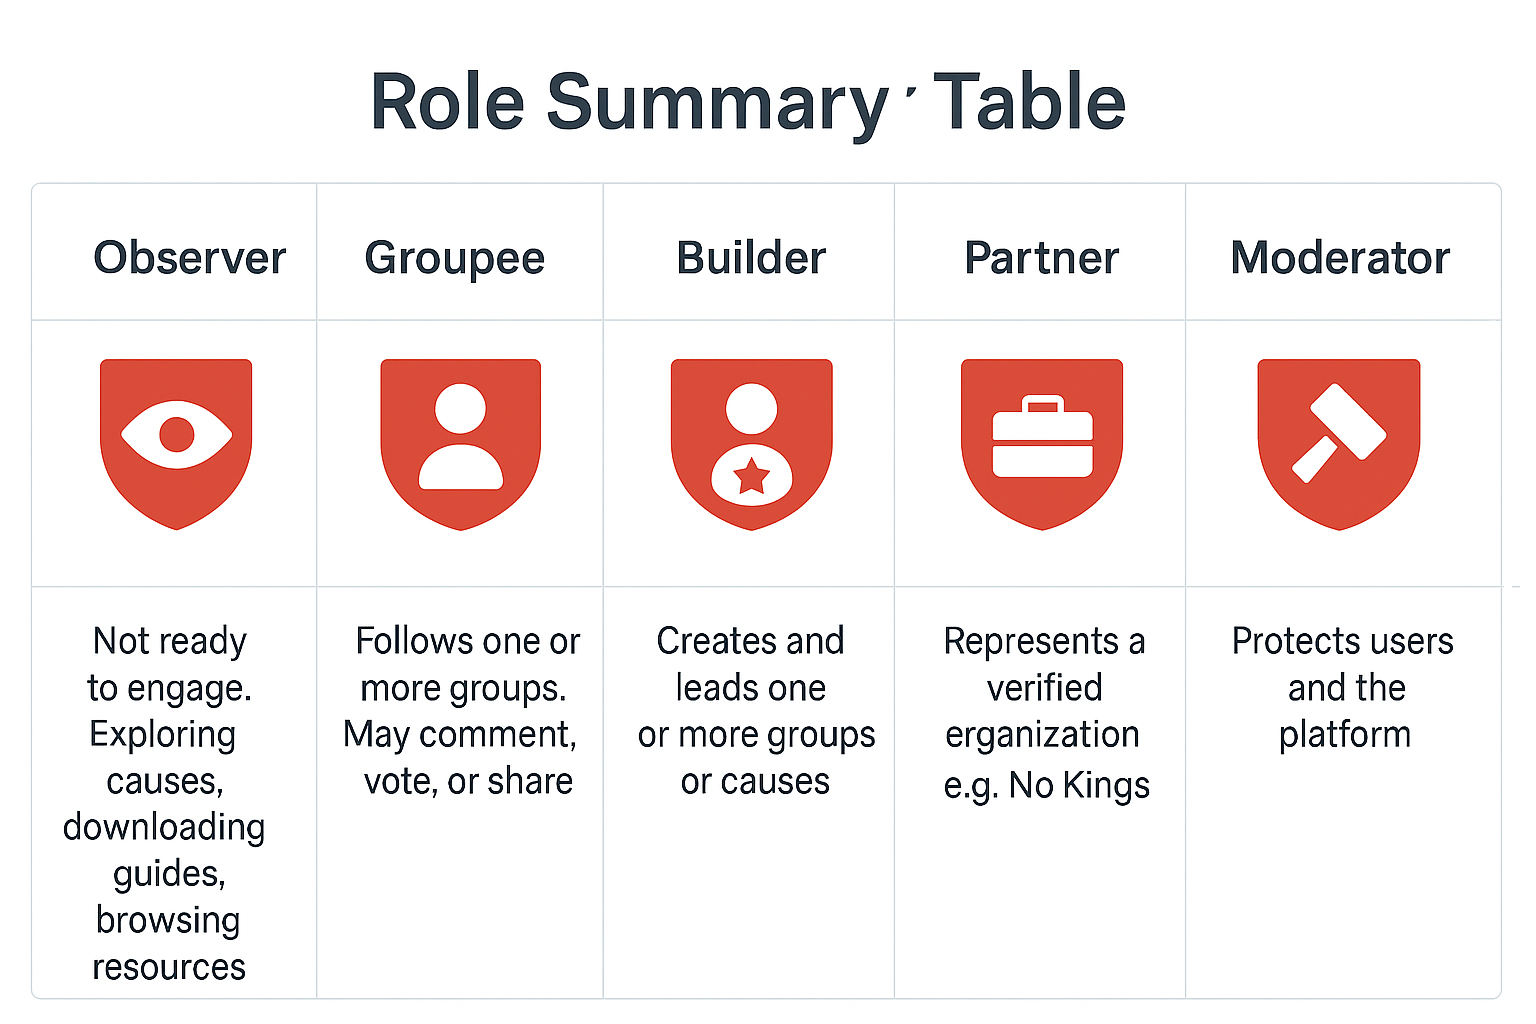 Role Summary ′ Table
Observer
Groupee
Builder
Partner
Moderator
Not ready
to engage.
Exploring
causes,
downloading
guides,
browsing
resources
Follows one or
more groups.
May comment,
vote, or share
Creates and
leads one
or more groups
or causes
Represents a
verified
erganization
e.g. No Kings
Protects users
and the
platform